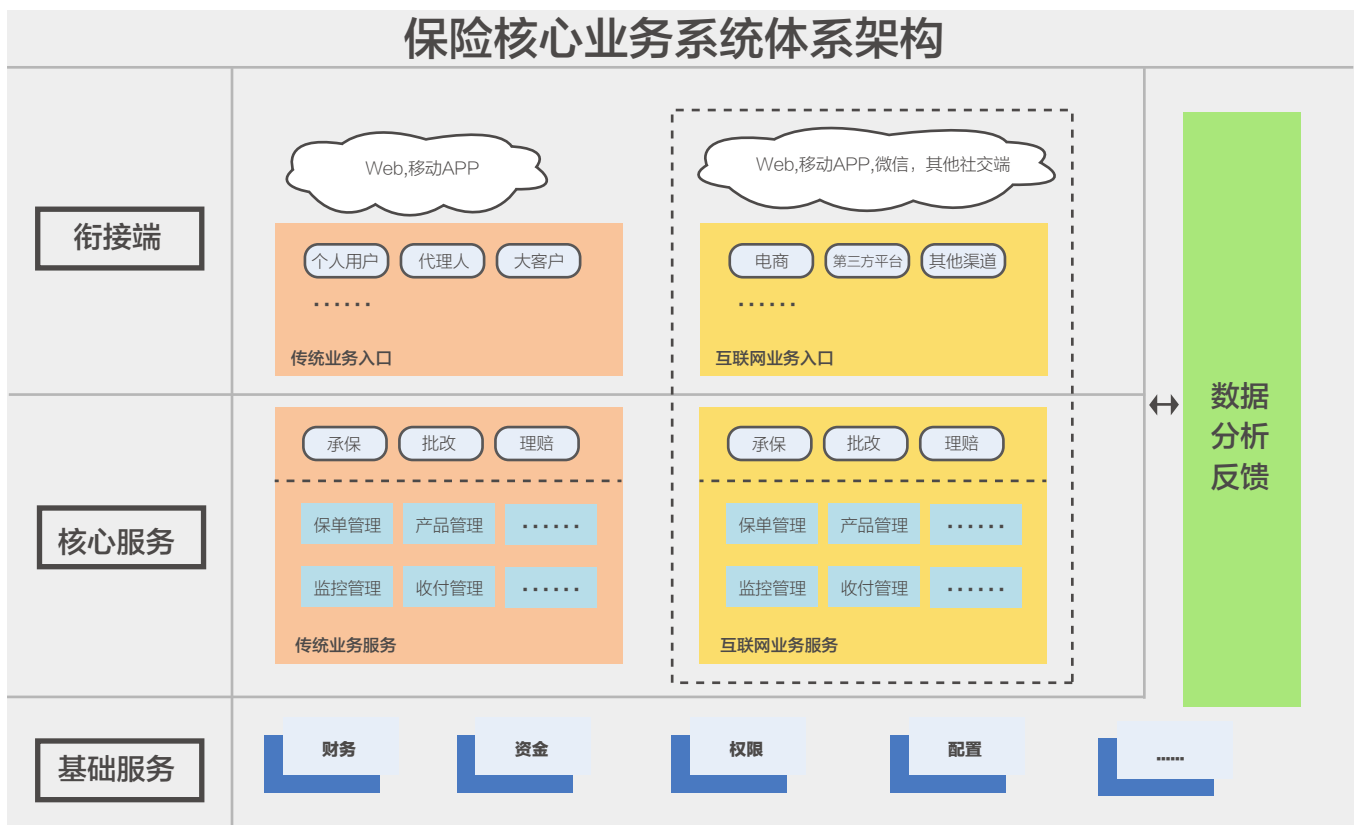 保险核心业务系统体系架构
衔接端
Web,移动APP
个人用户 代理人 大客户
······
传统业务入口
Web,移动APP,微信，其他社交端
电商 第三方平台 其他渠道
······
互联网业务入口
核心服务
承保 批改 理赔
保单管理 产品管理 ······
监控管理 收付管理 ······
传统业务服务
承保 批改 理赔
保单管理 产品管理 ······
监控管理 收付管理 ······
互联网业务服务
数据
分析
反馈
基础服务
财务 资金 权限 配置 ......